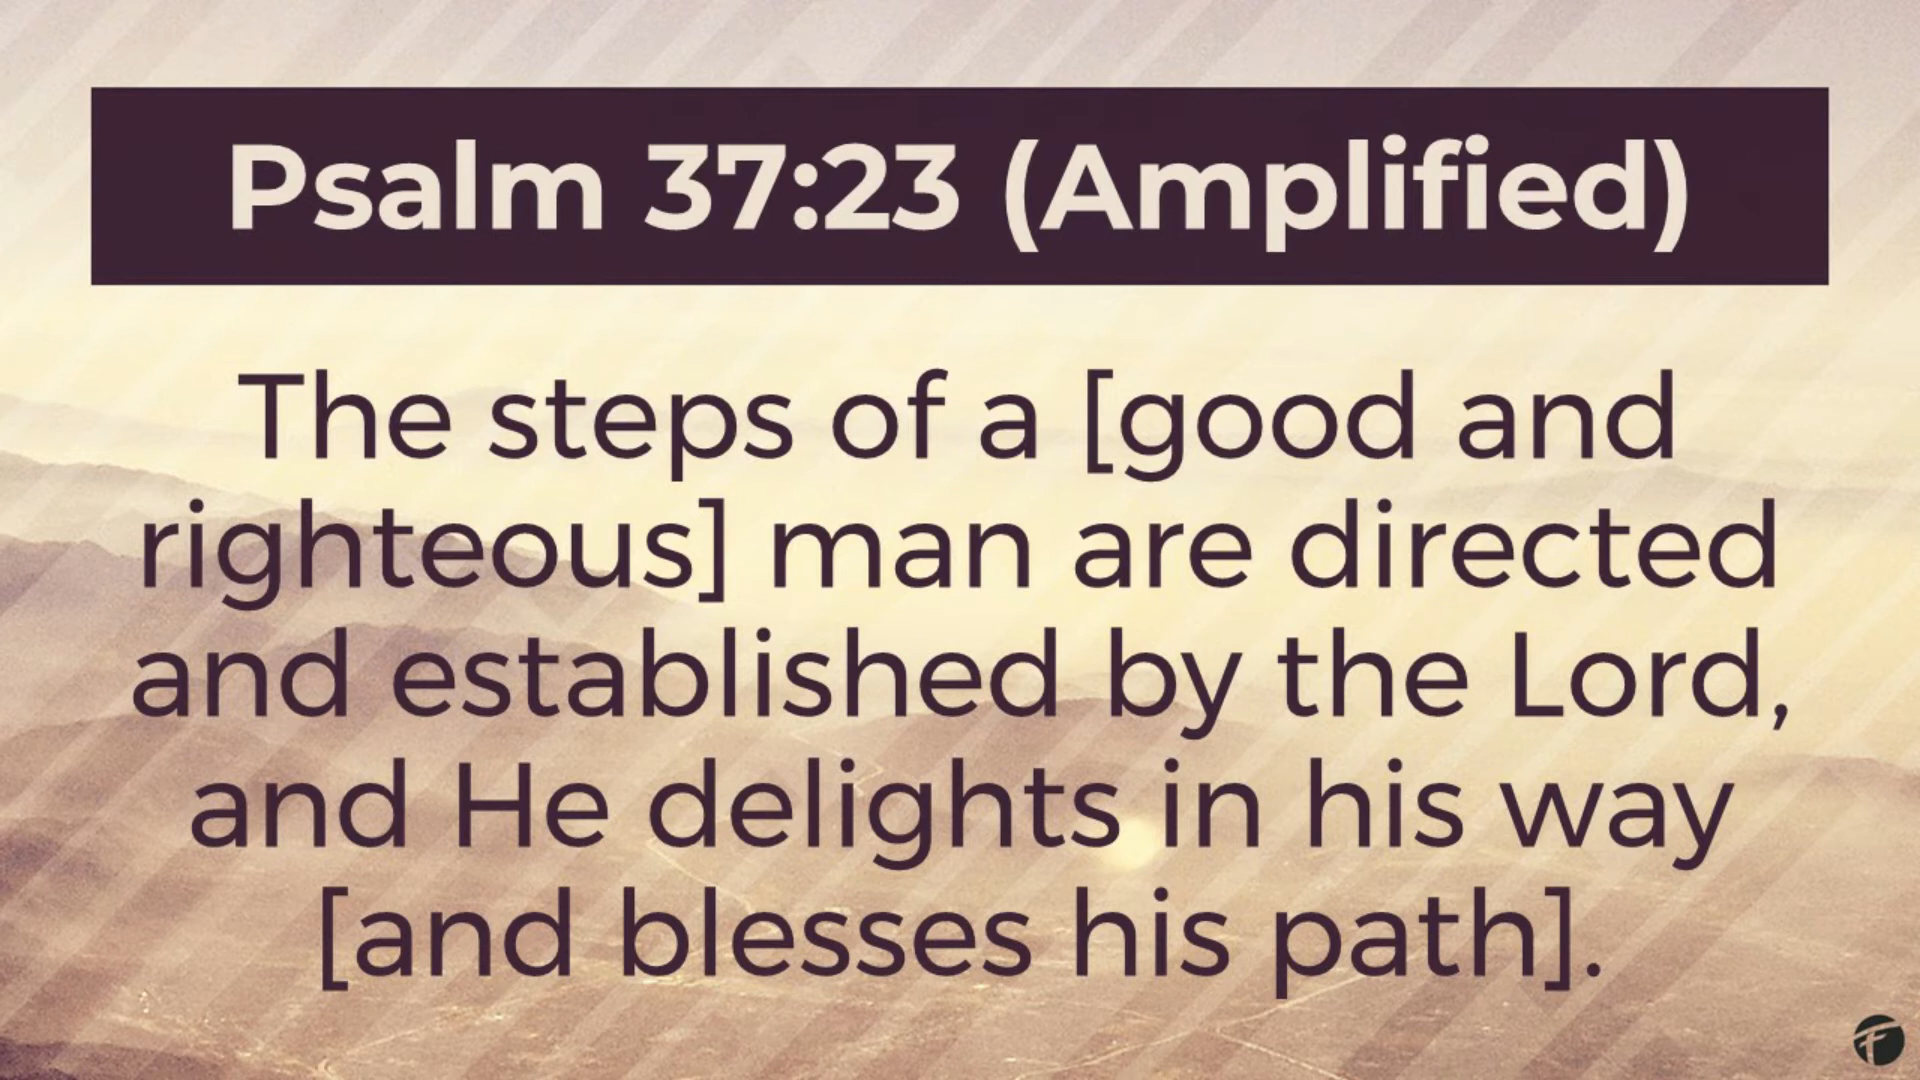 Psalm 37:23 (Amplified)
The steps of a [good and
righteous] man are directed
and established by the Lord,
and He delights in his way
[and blesses his path].
F